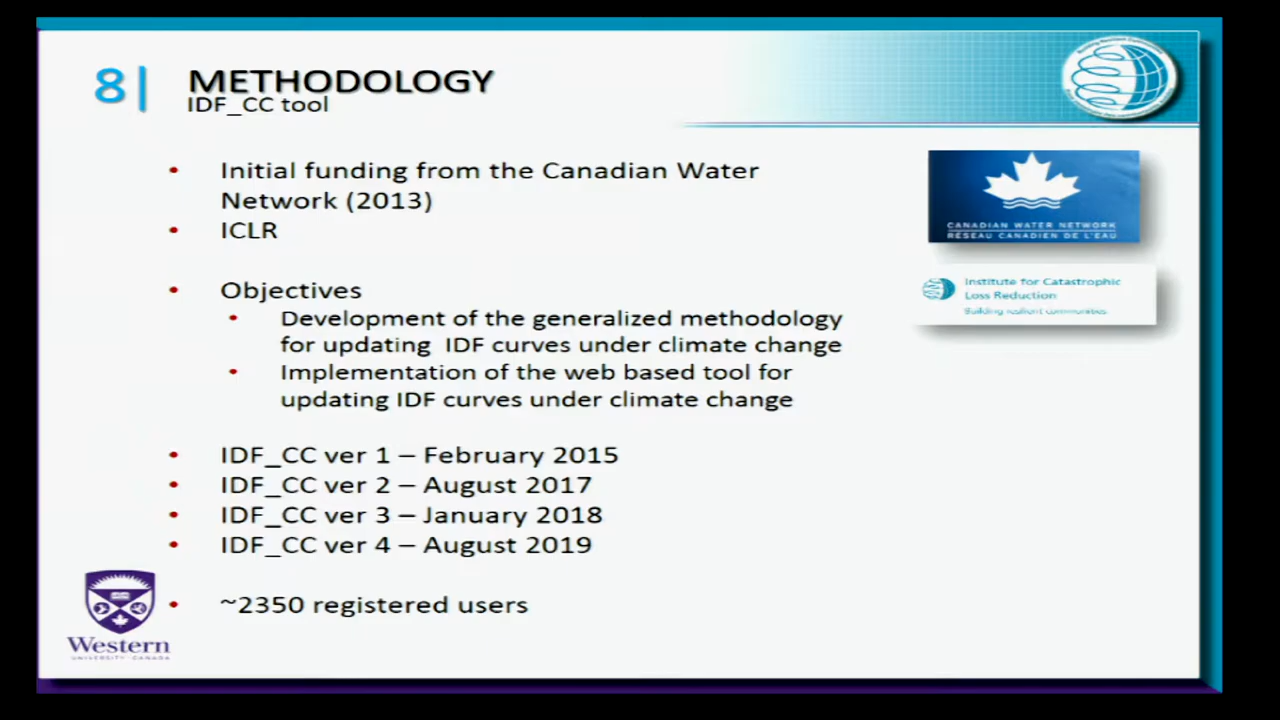 8|
METHODOLOGY
IDF_CC tool
• Initial funding from the Canadian Water
Network (2013)
• ICLR
• Objectives
• Development of the generalized methodology
for updating IDF curves under climate change
• Implementation of the web based tool for
updating IDF curves under climate change
• IDF_CC ver 1 – February 2015
• IDF_CC ver 2 – August 2017
• IDF_CC ver 3 – January 2018
• IDF_CC ver 4 – August 2019
• ~2350 registered users
CANADIAN WATER NETWORK
RÉSEAU CANADIEN DE L'EAU
Institute for Catastrophic
Loss Reduction
Building resilient communities
Western
UNIVERSITY · CANADA